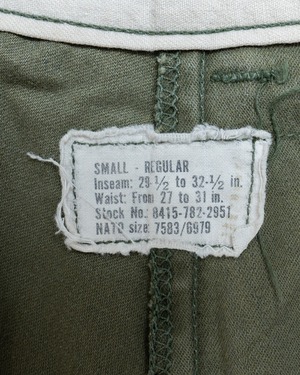 SMALL - REGULAR
Inseam: 29-1/2 to 32-1/2 in.
Waist: From 27 to 31 in.
Stock No. 8415-782-2951
NATO size: 7583/6979